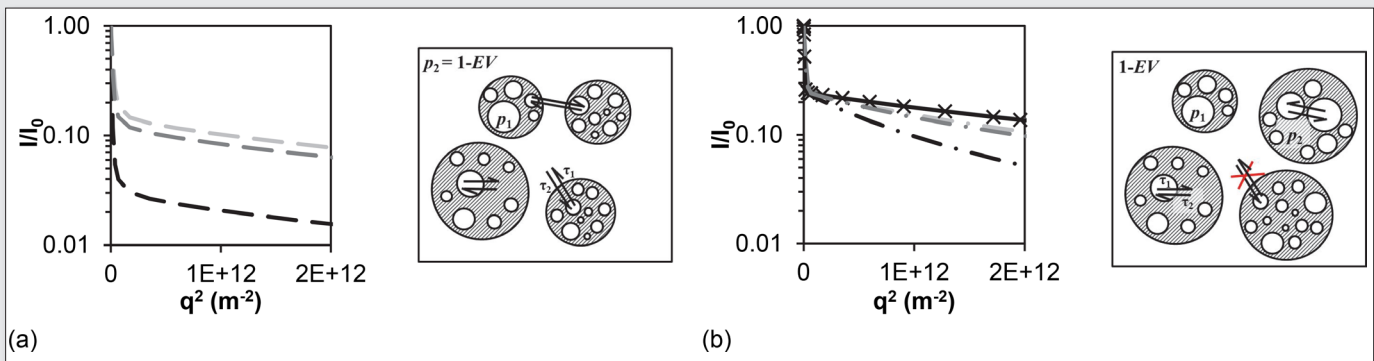 1.00
0.10
0.01
I/I0
0
1E+12
2E+12
q² (m⁻²)
(a)
p₂ = 1-EV
p₁
τ₁
τ₂
1.00
0.10
0.01
I/I₀
0
1E+12
2E+12
q² (m⁻²)
(b)
1-EV
p₁
p₂
τ₁
τ₂